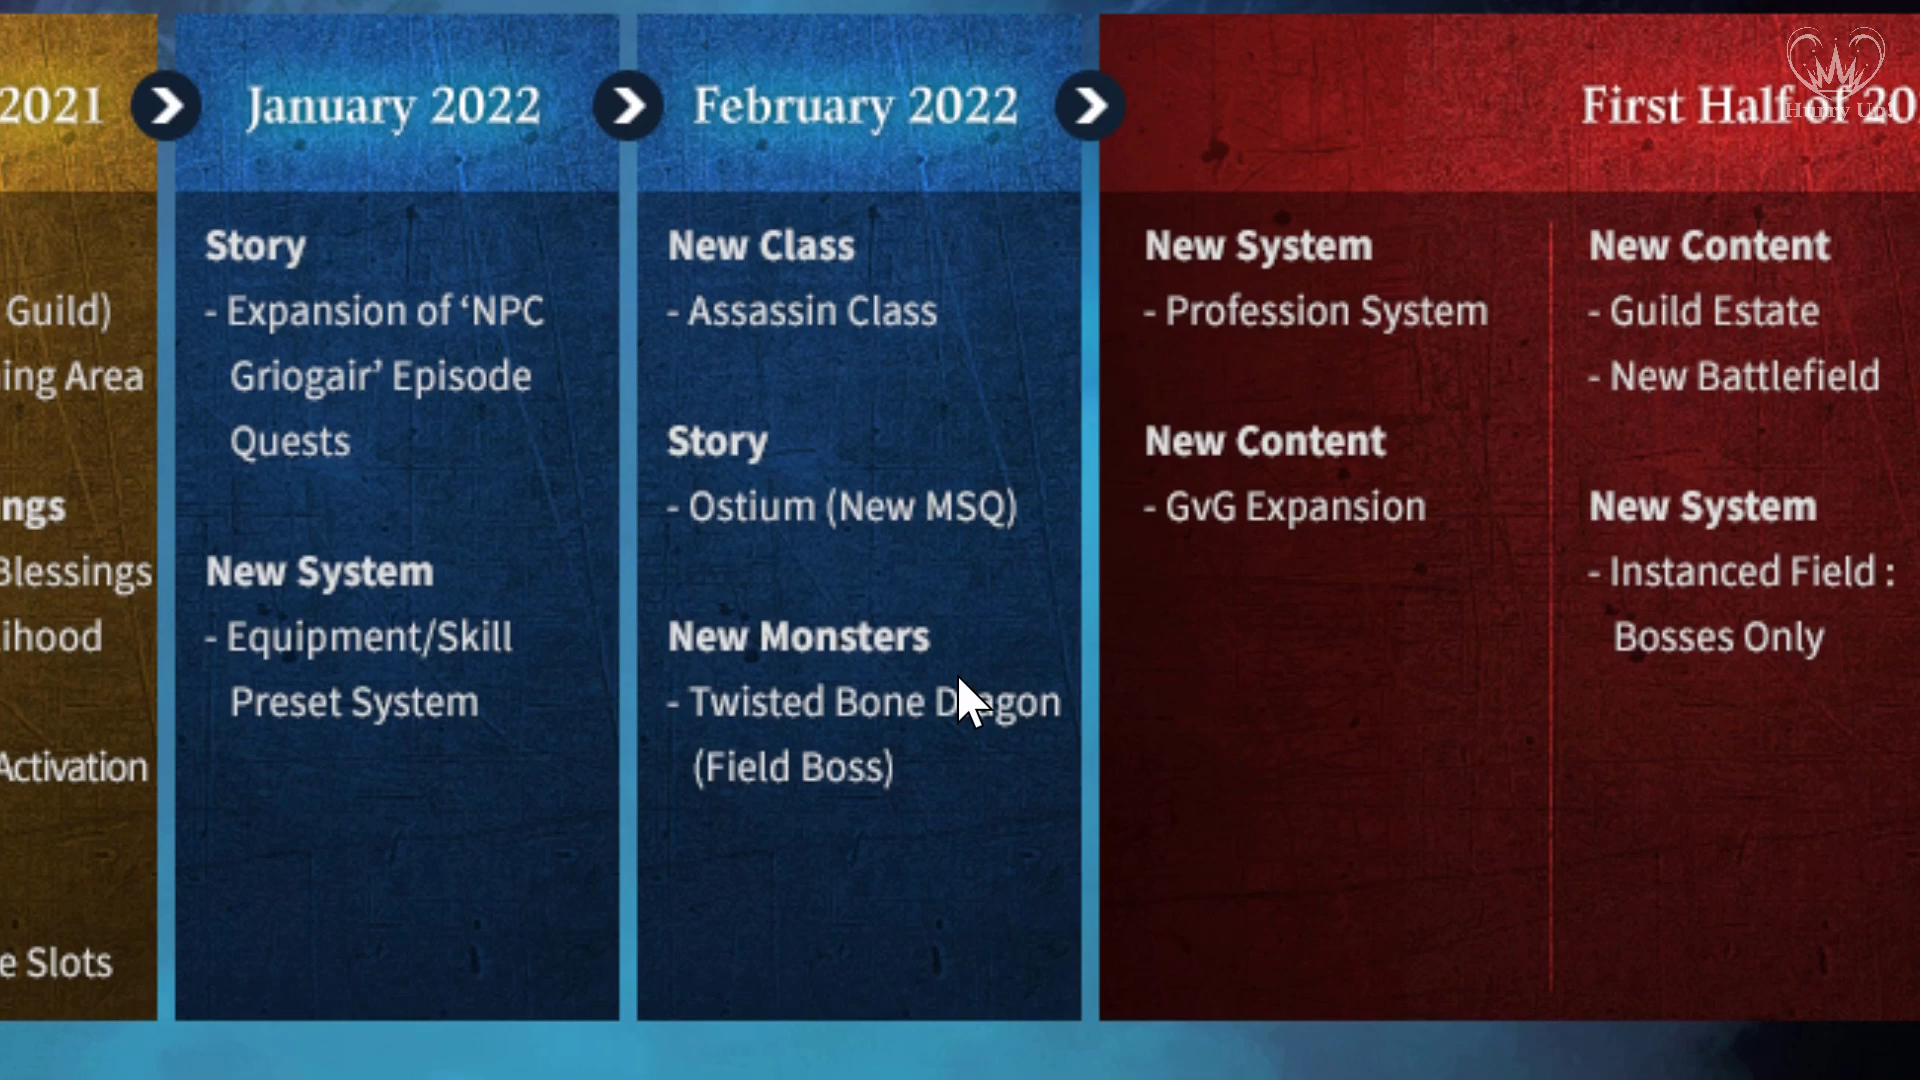 2021
Guild)
ing Area
ngs
Blessings
ihood
Activation
e Slots
January 2022
Story
- Expansion of ‘NPC
Griogair’ Episode
Quests
New System
- Equipment/Skill
Preset System
February 2022
New Class
- Assassin Class
Story
- Ostium (New MSQ)
New Monsters
- Twisted Bone Dragon
(Field Boss)
First Half of 20
New System
- Profession System
New Content
- GvG Expansion
New Content
- Guild Estate
- New Battlefield
New System
- Instanced Field :
Bosses Only
Hurry Up!